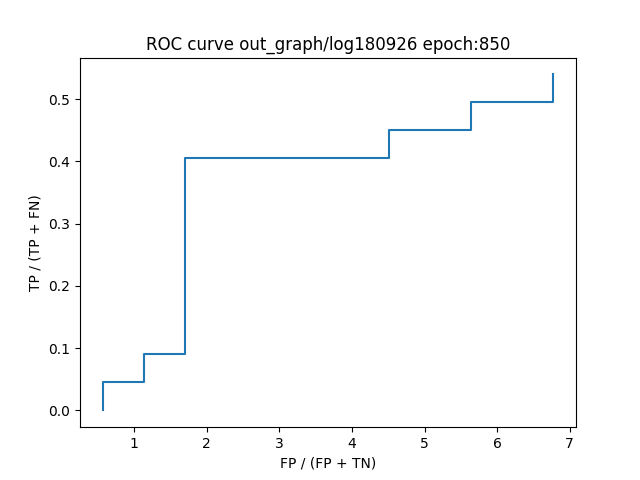 ROC curve out_graph/log180926 epoch:850
0.5
0.4
0.3
0.2
0.1
0.0
TP / (TP + FN)
1 2 3 4 5 6 7
FP / (FP + TN)